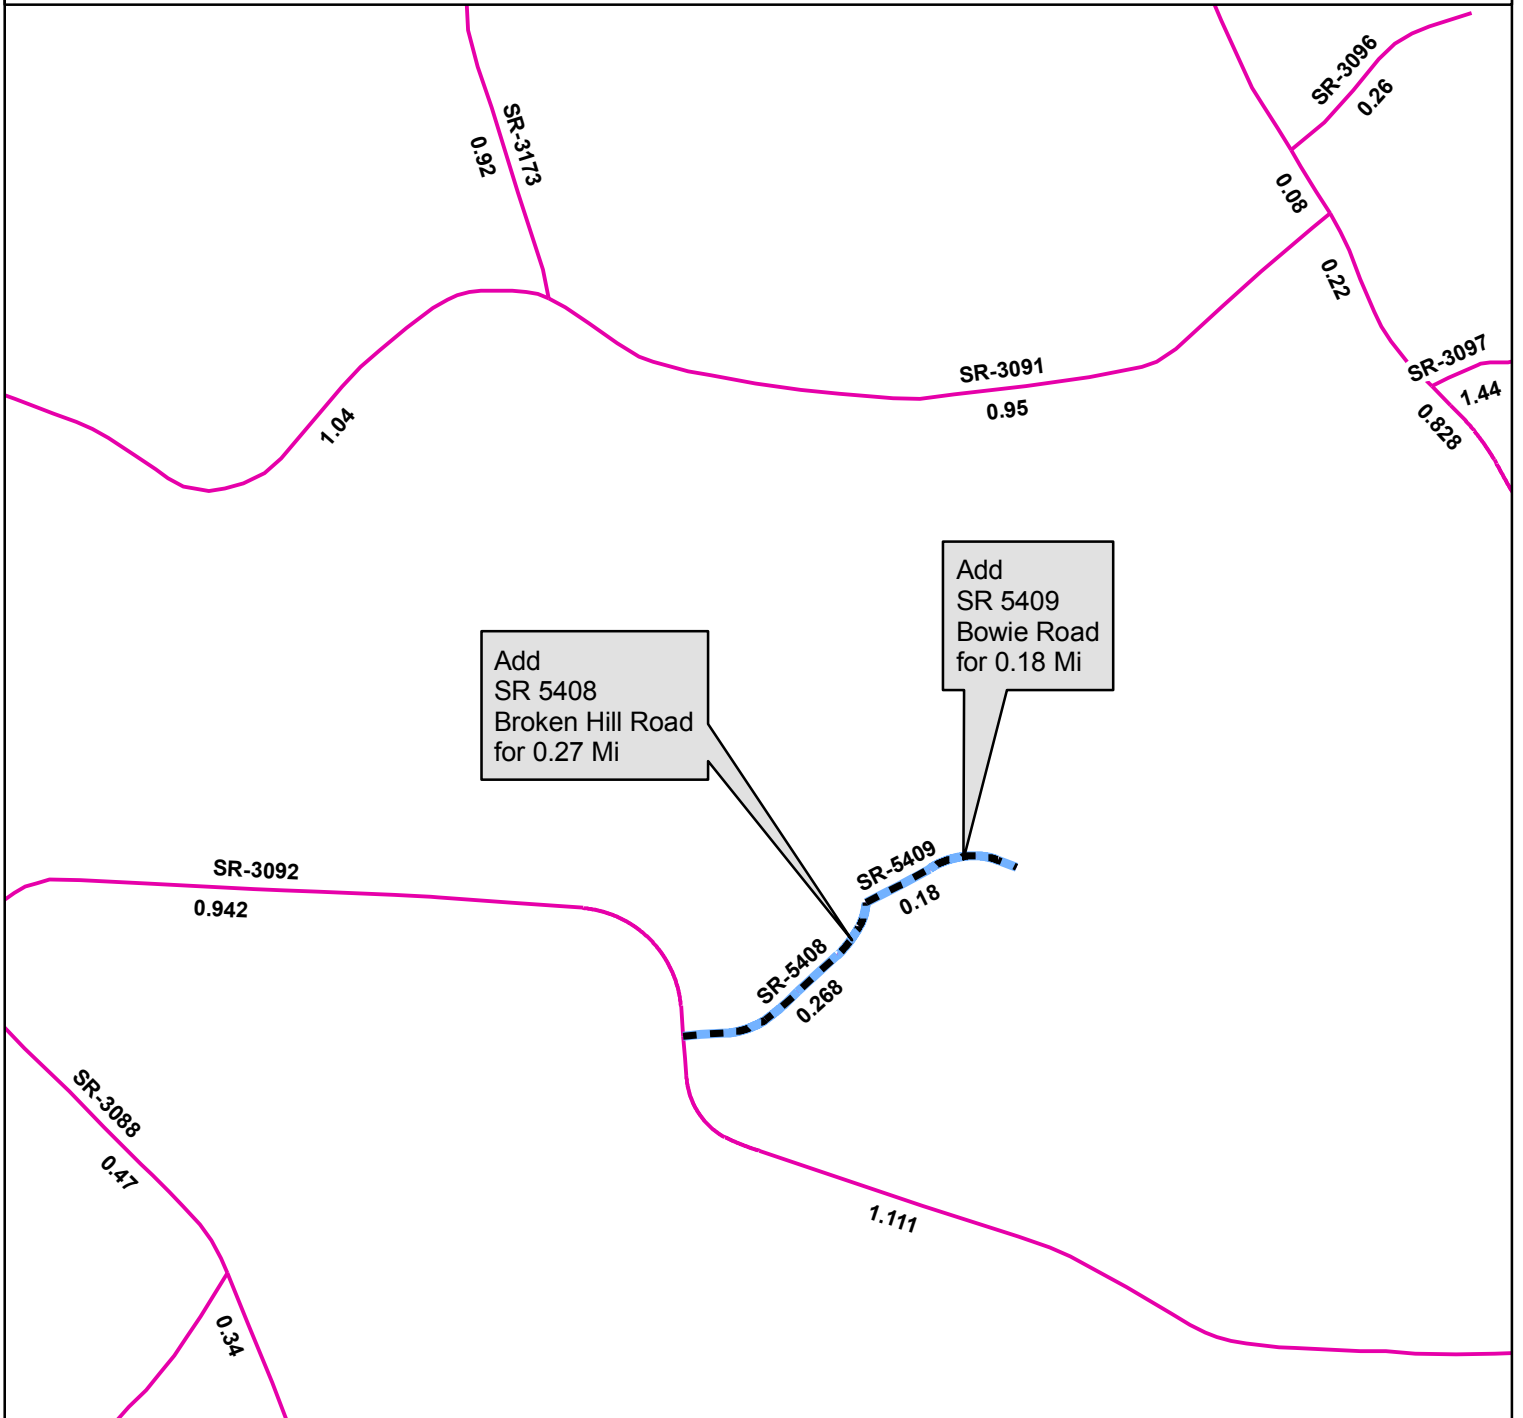 SR-3096
0.26
SR-3173
0.92
0.08
0.22
SR-3097
1.44
SR-3091
0.95
0.828
1.04
Add
SR 5409
Bowie Road
for 0.18 Mi
Add
SR 5408
Broken Hill Road
for 0.27 Mi
SR-5409
0.18
SR-3092
0.942
SR-5408
0.268
SR-3088
0.47
1.111
0.34